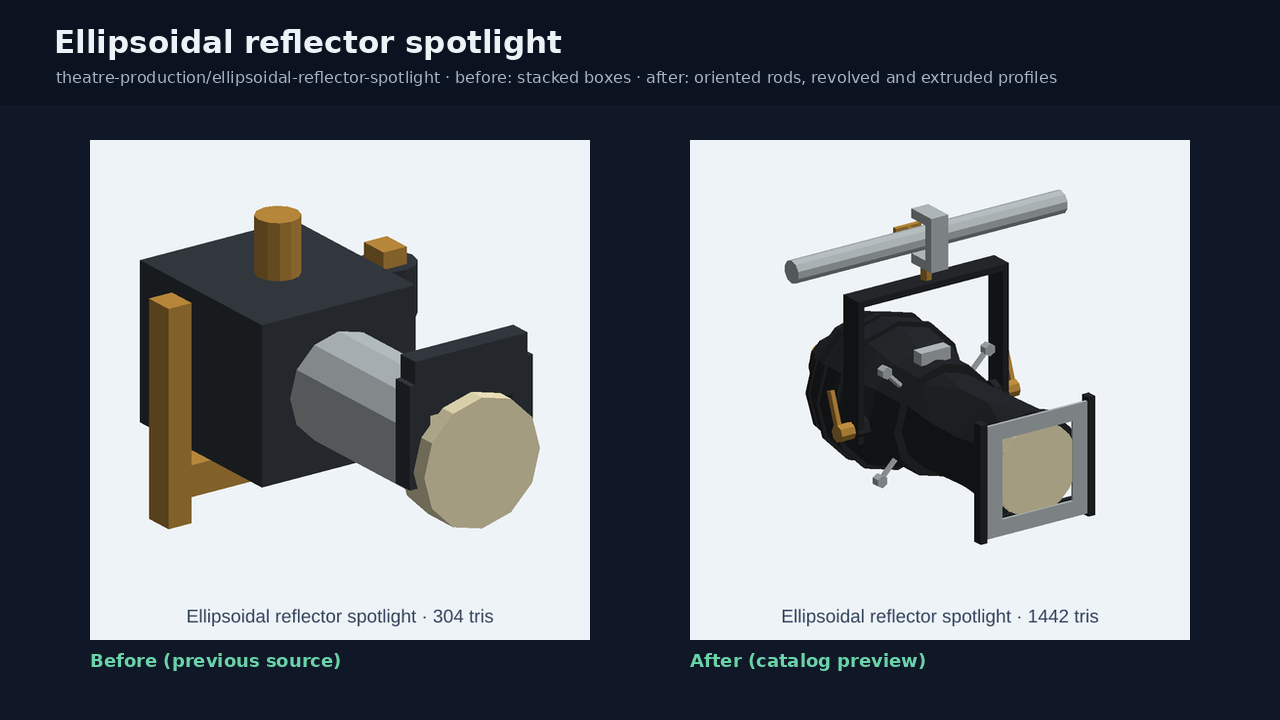 Ellipsoidal reflector spotlight
theatre-production/ellipsoidal-reflector-spotlight · before: stacked boxes · after: oriented rods, revolved and extruded profiles
Ellipsoidal reflector spotlight · 304 tris
Ellipsoidal reflector spotlight · 1442 tris
Before (previous source)
After (catalog preview)